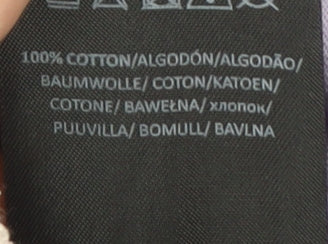 100% COTTON/ALGODÓN/ALGODÃO/
BAUMWOLLE/ COTON/KATOEN/
COTONE/ BAWEŁNA/ хлопок/
PUUVILLA/ BOMULL/ BAVLNA